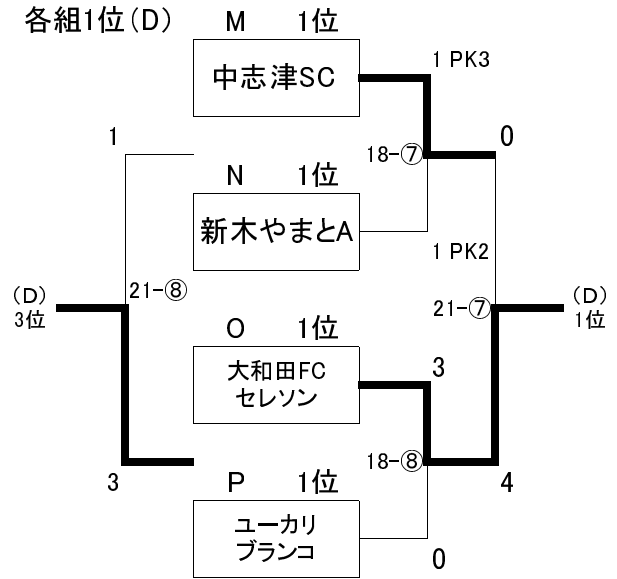 各組1位(D)
M 1位
中志津SC
1 PK3
1
18-⑦
0
N 1位
新木やまとA
1 PK2
21-⑧
(D)
3位
21-⑦
(D)
1位
O 1位
大和田FC
セレソン
3
18-⑧
3
P 1位
4
ユーカリ
ブランコ
0